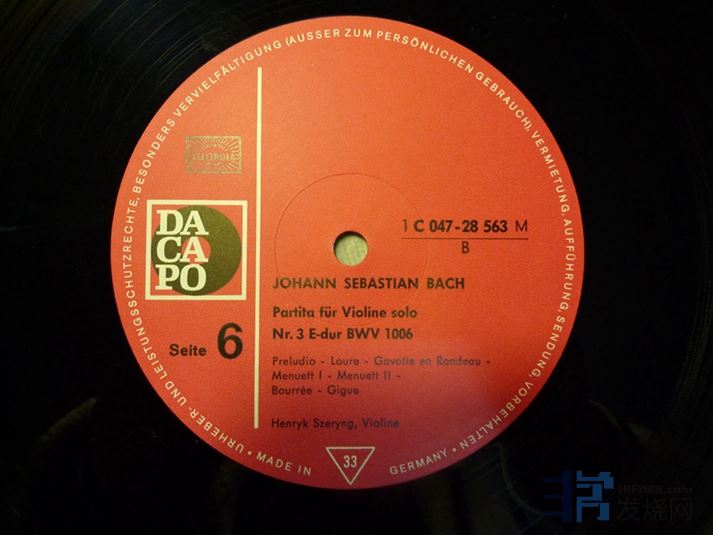 URHEBER- UND LEISTUNGSSCHUTZRECHTE, BESONDERS VERVIELFÄLTIGUNG (AUSSER ZUM PERSÖNLICHEN GEBRAUCH), VERMIETUNG, AUFFÜHRUNG, SENDUNG, VORBEHALTEN •
ELECTROLA
DA
CA
PO
Seite 6
1 C 047-28 563 M
B
JOHANN SEBASTIAN BACH
Partita für Violine solo
Nr. 3 E-dur BWV 1006
Preludio - Loure - Gavotte en Rondeau -
Menuett I - Menuett II -
Bourrée - Gigue
Henryk Szeryng, Violine
• MADE IN
33
GERMANY •
HIFI168.com
发烧网